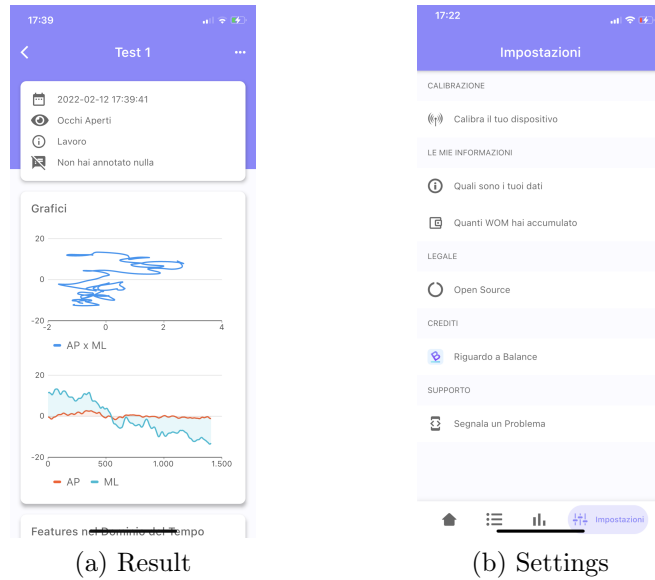 17:39
Test 1
2022-02-12 17:39:41
Occhi Aperti
Lavoro
Non hai annotato nulla
Grafici
20
0
-20
-2 0 2 4
AP x ML
20
0
-20
0 500 1.000 1.500
AP ML
Features nel Dominio del Tempo
(a) Result
17:22
Impostazioni
CALIBRAZIONE
Calibra il tuo dispositivo
LE MIE INFORMAZIONI
Quali sono i tuoi dati
Quanti WOM hai accumulato
LEGALE
Open Source
CREDITI
Riguardo a Balance
SUPPORTO
Segnala un Problema
Impostazioni
(b) Settings